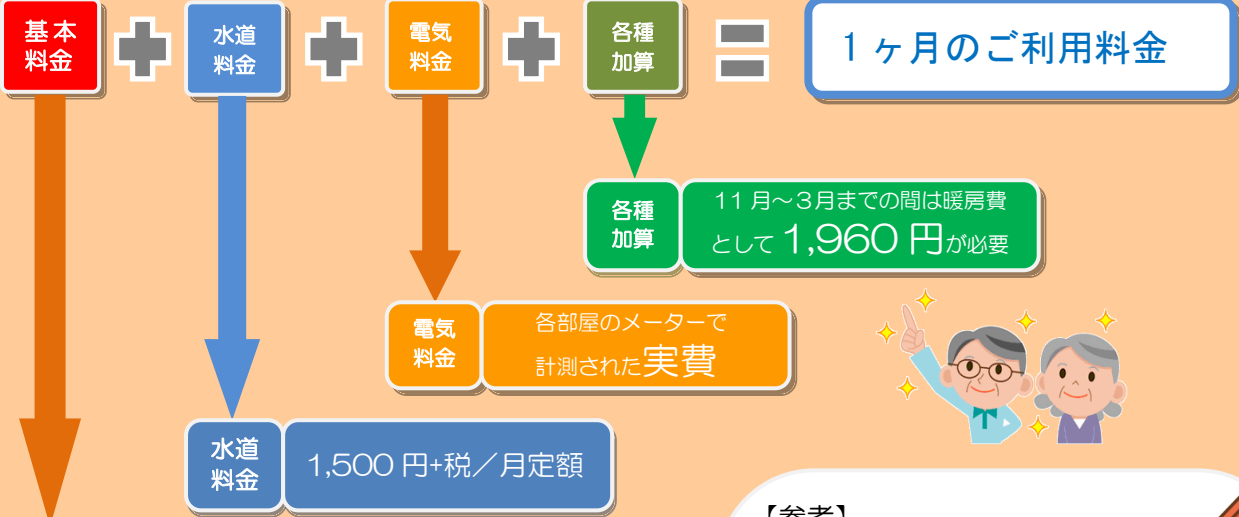 基本
料金
水道
料金
電気
料金
各種
加算
1ヶ月のご利用料金
各種
加算
11月～3月までの間は暖房費
として1,960円が必要
電気
料金
各部屋のメーターで
計測された実費
水道
料金
1,500円+税／月定額
【参考】